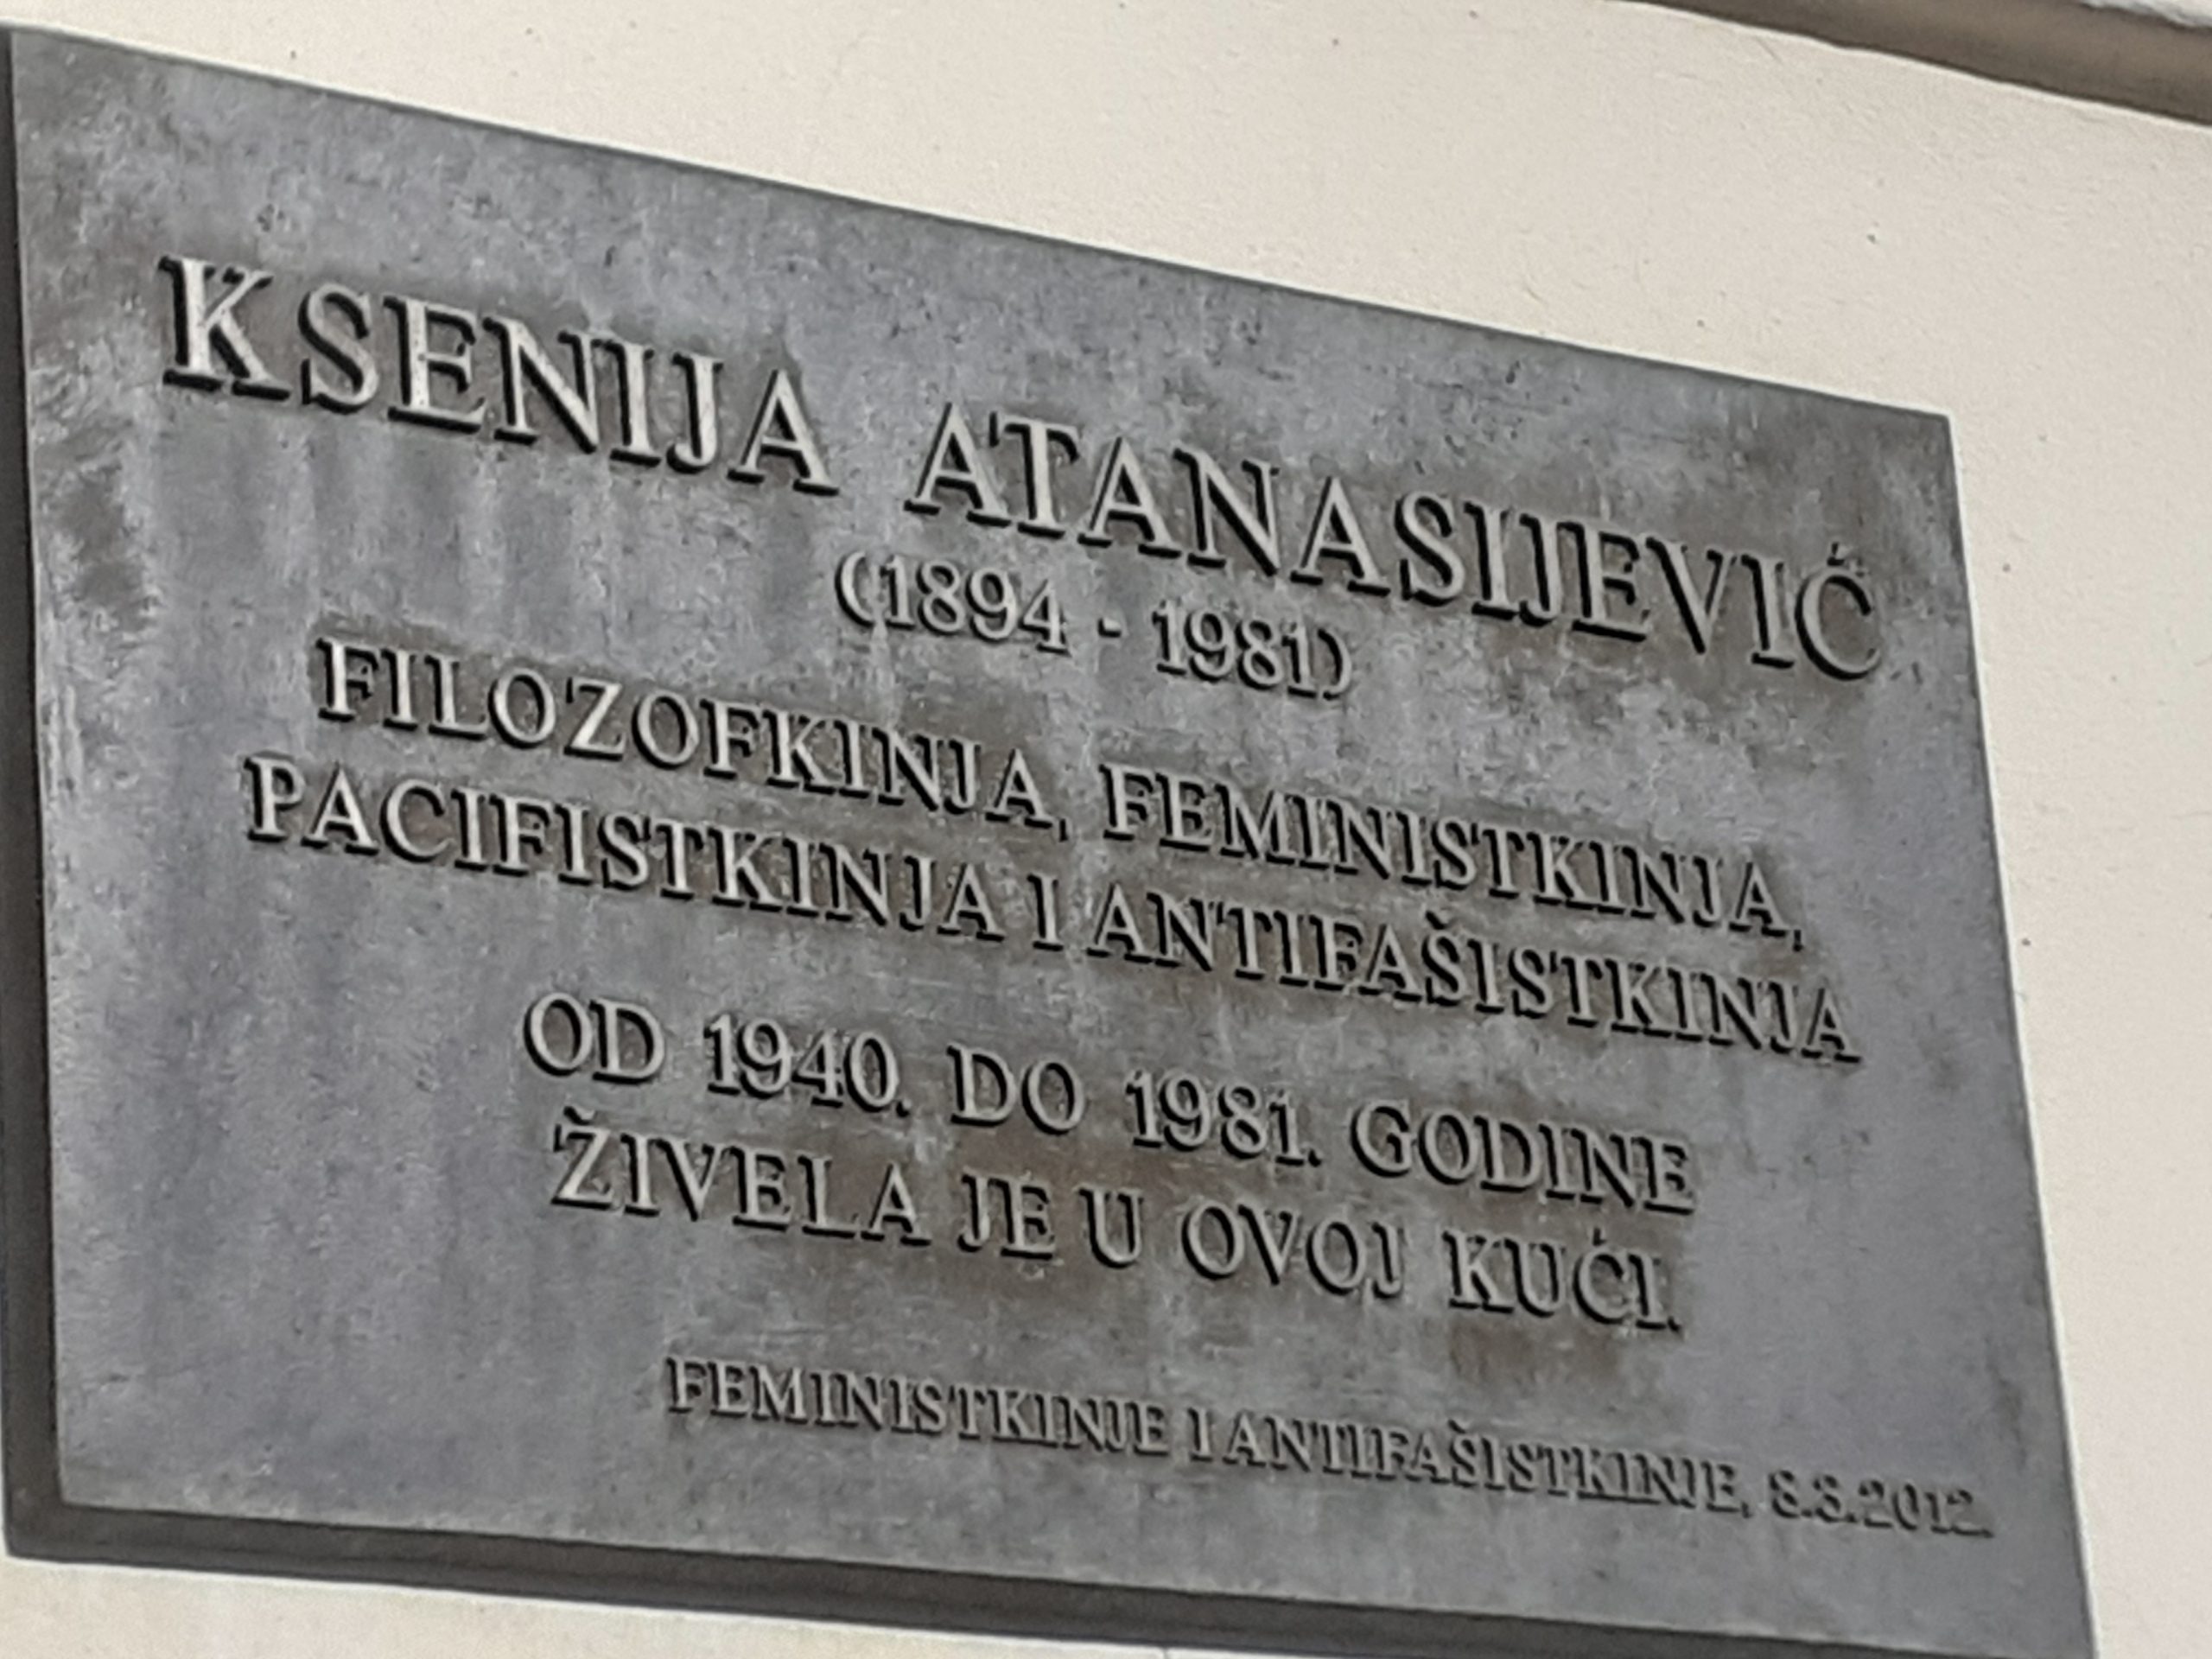 KSENIJA ATANASIJEVIĆ
(1894 - 1981)
FILOZOFKINJA, FEMINISTKINJA,
PACIFISTKINJA I ANTIFAŠISTKINJA
OD 1940. DO 1981. GODINE
ŽIVELA JE U OVOJ KUĆI.
FEMINISTKINJE I ANTIFAŠISTKINJE, 8.3.2012.